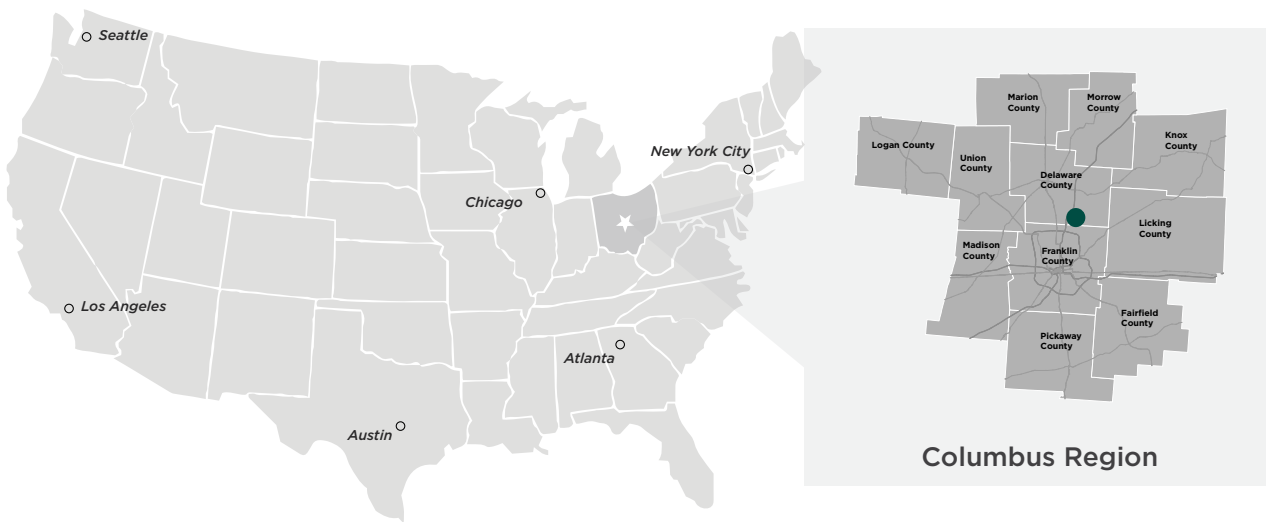 Seattle
New York City
Chicago
Los Angeles
Atlanta
Austin
Marion
County
Morrow
County
Logan County
Union
County
Knox
County
Delaware
County
Licking
County
Madison
County
Franklin
County
Fairfield
County
Pickaway
County
Columbus Region